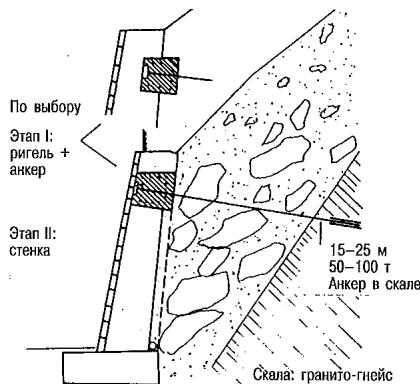 По выбору
Этап I:
ригель +
анкер
Этап II:
стенка
15–25 м
50–100 т
Анкер в скале
Скала: гранито-гнейс